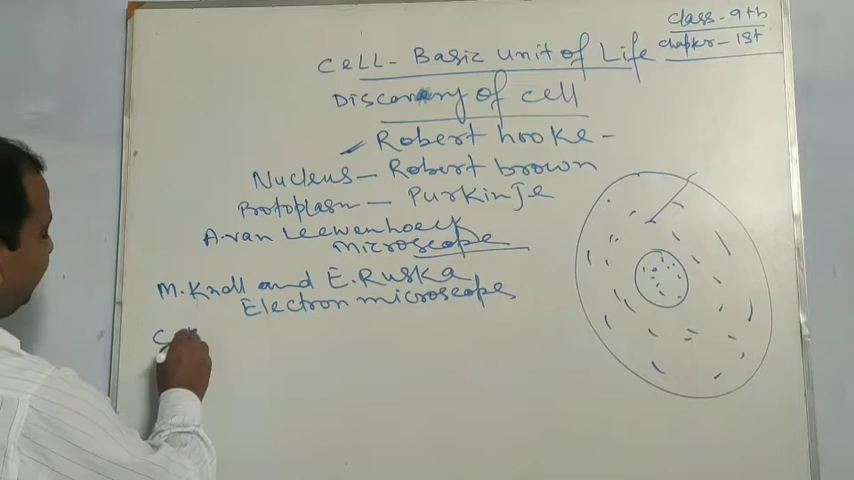 class - 9th
chapter - 1st
Cell - Basic Unit of Life
Discovery of cell
Robert hooke -
Nucleus - Robert brown
Protoplasm - Purkinje
A. van Leewenhoeck
microscope
M. Knoll and E. Ruska
Electron microscope
C